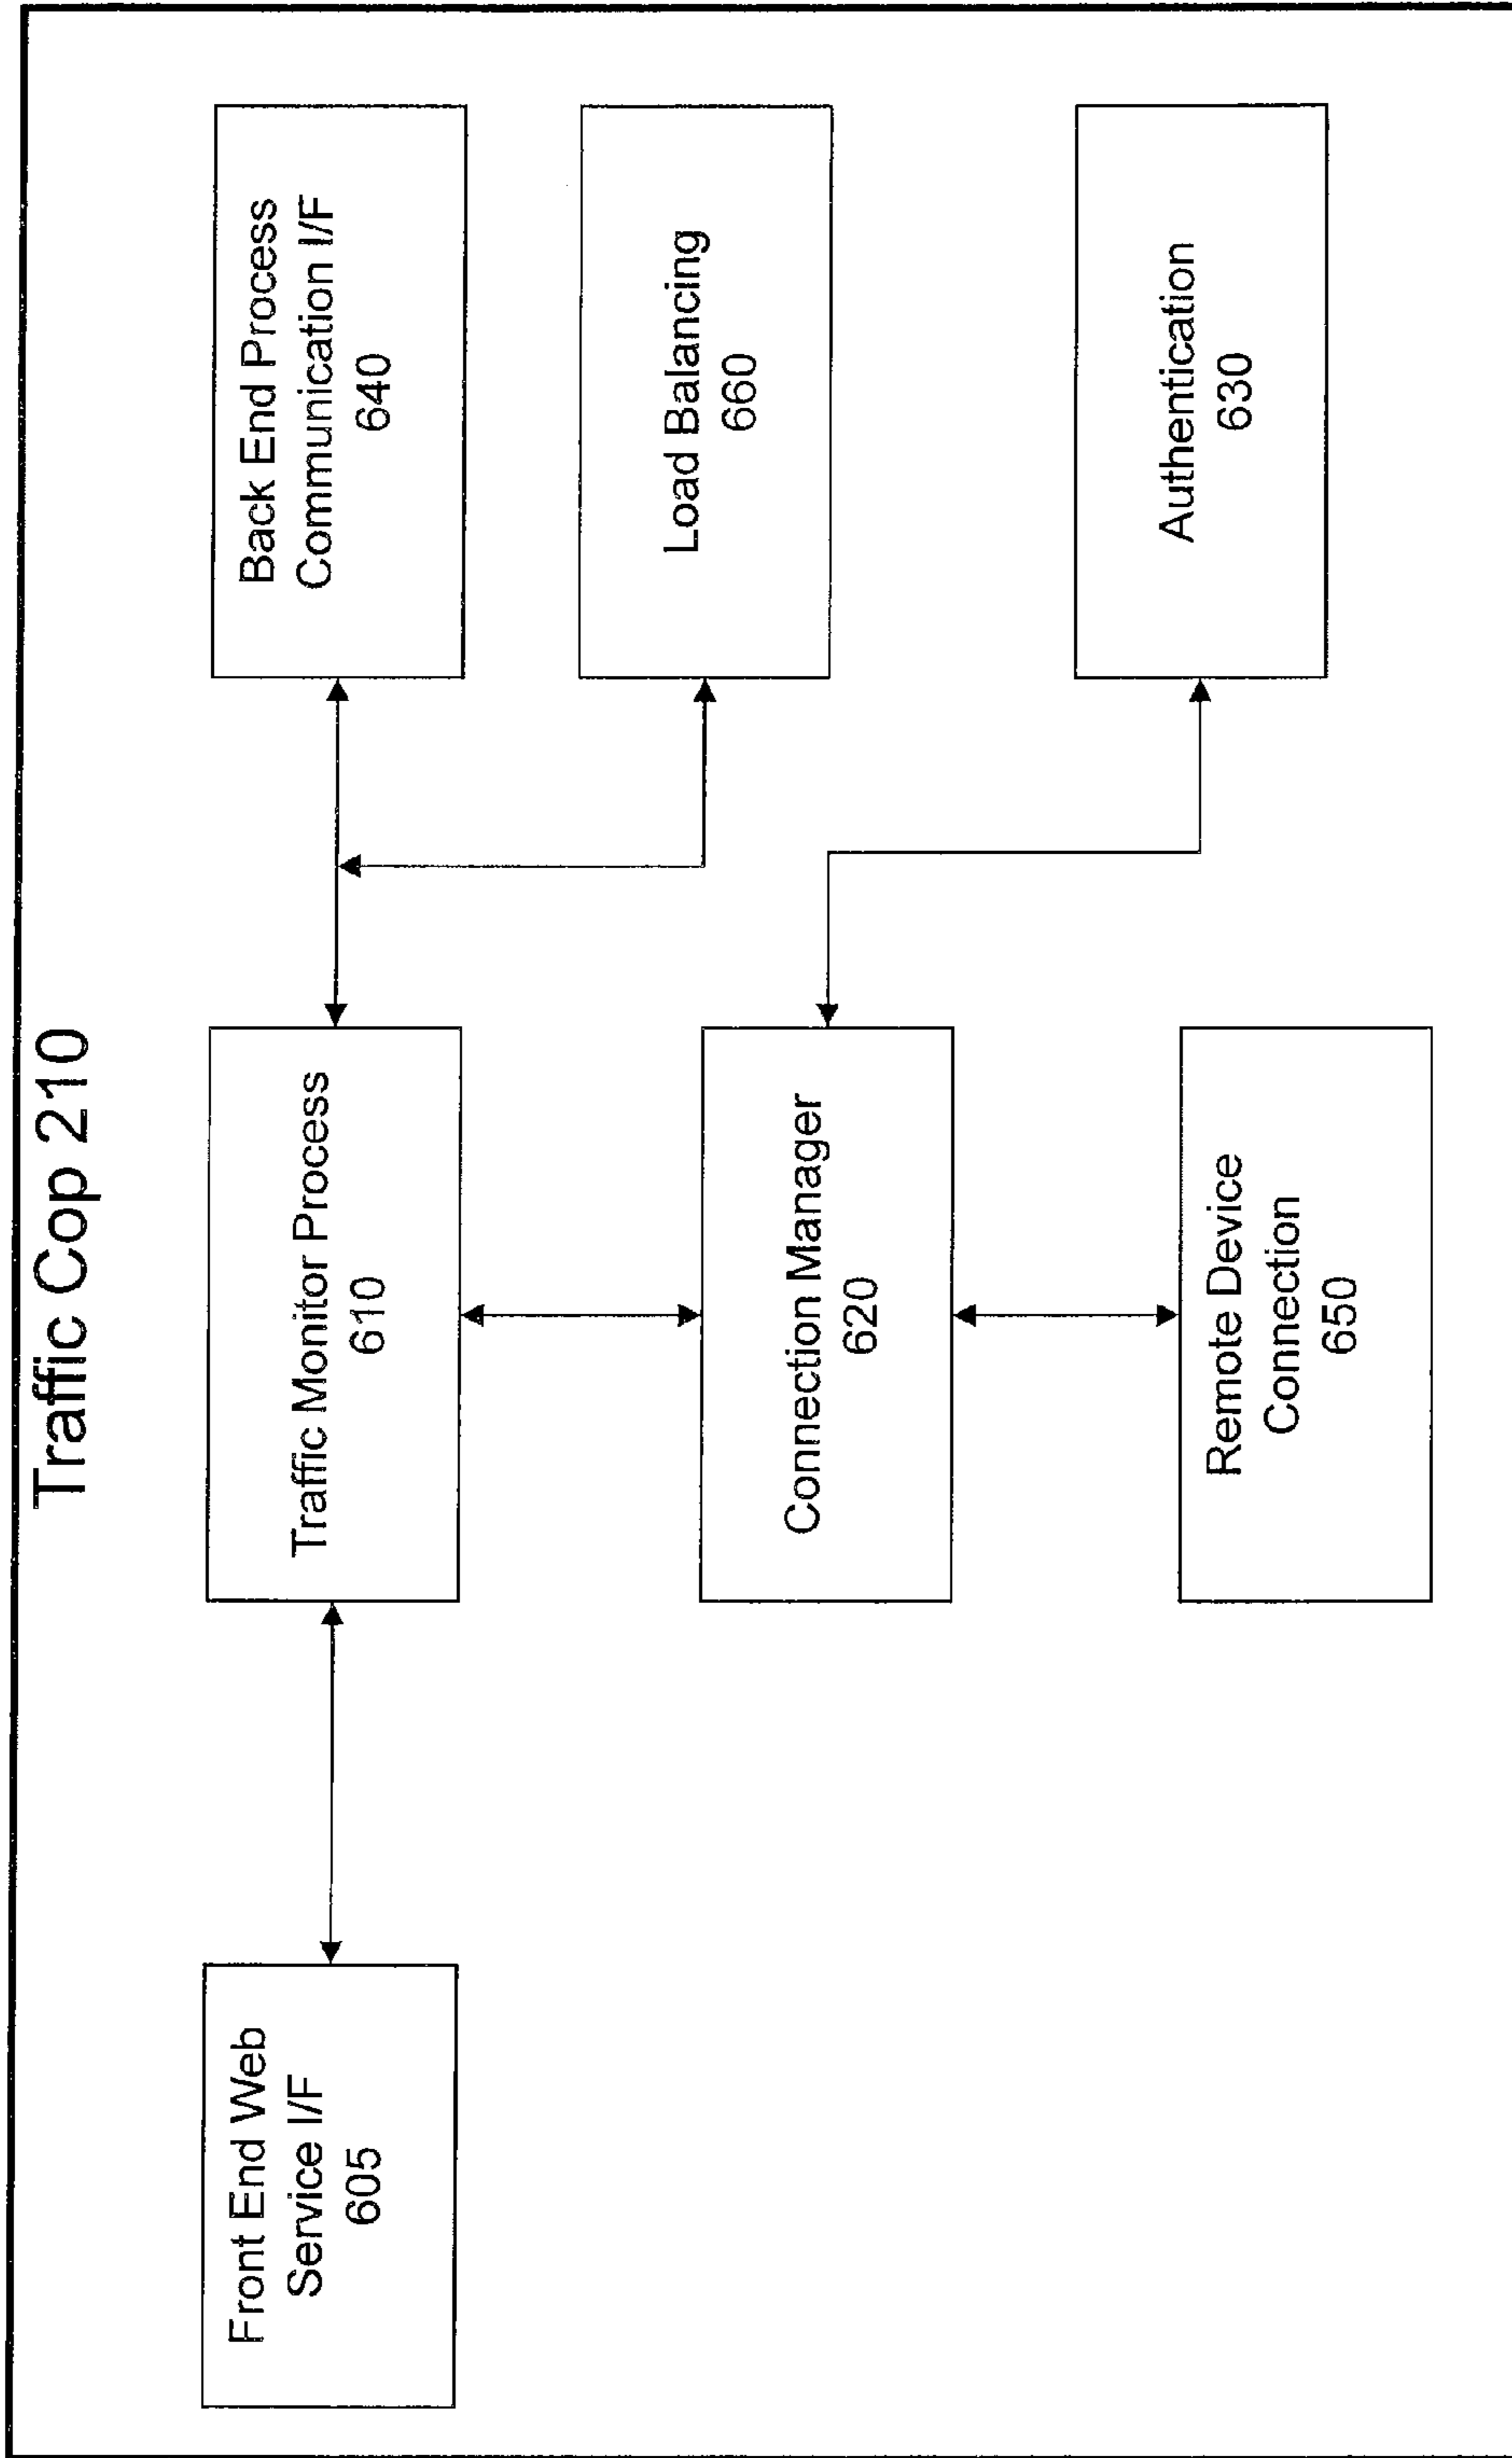 Traffic Cop 210
Front End Web
Service I/F
605
Traffic Monitor Process
610
Back End Process
Communication I/F
640
Load Balancing
660
Connection Manager
620
Authentication
630
Remote Device
Connection
650